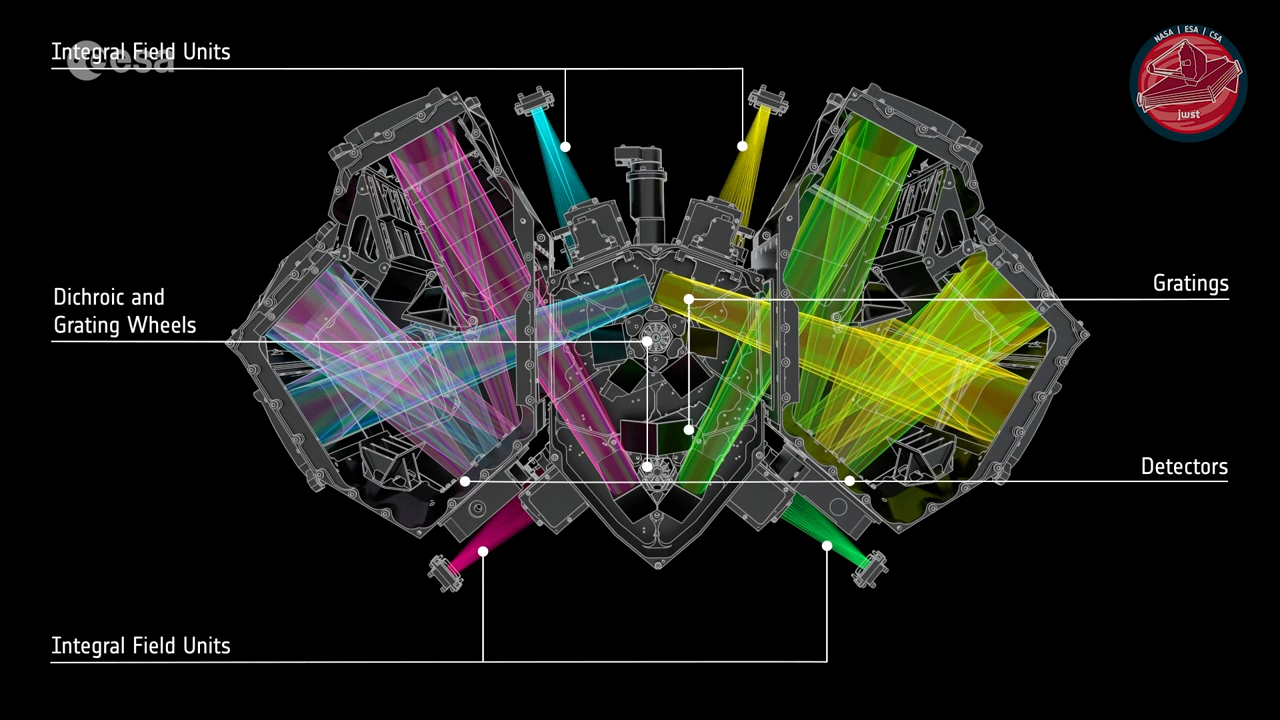 Integral Field Units
esa
NASA | ESA / CSA
jwst
Dichroic and
Grating Wheels
Gratings
Detectors
Integral Field Units